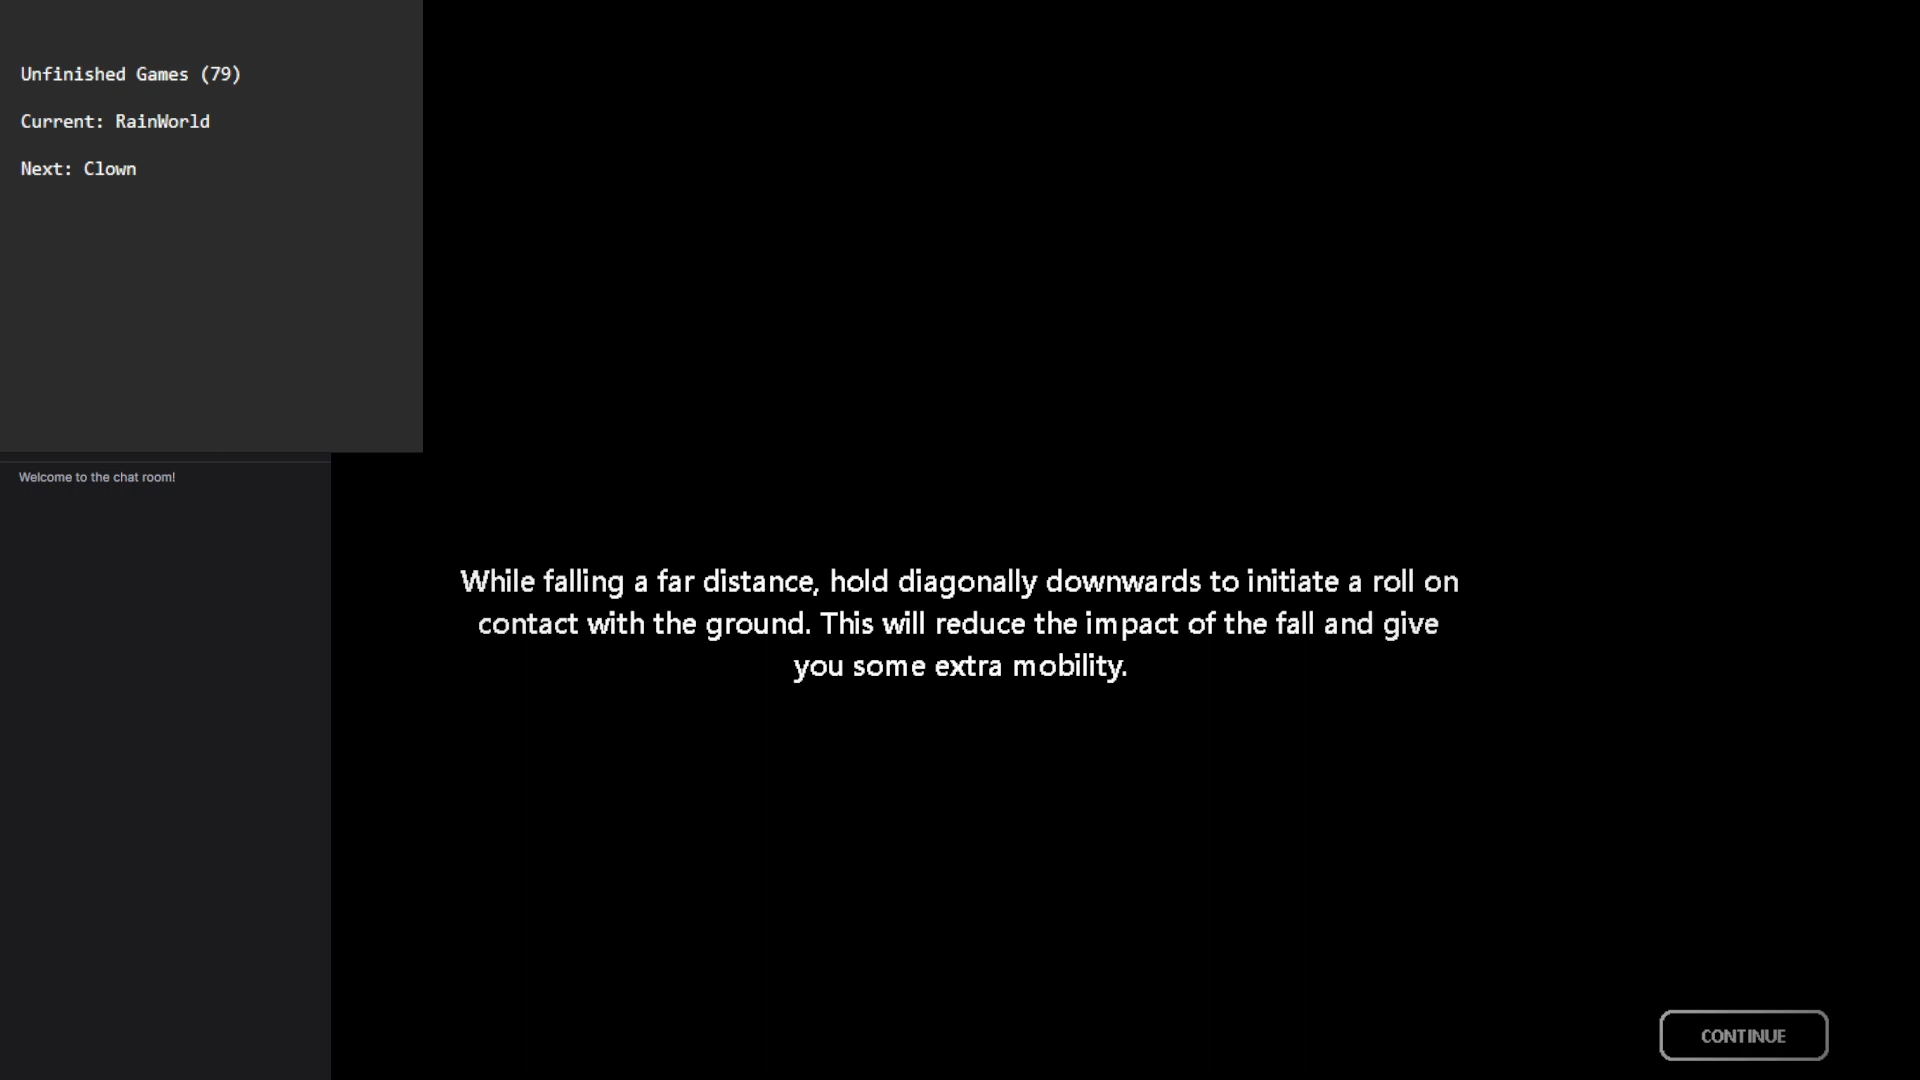 Unfinished Games (79)
Current: RainWorld
Next: Clown
Welcome to the chat room!
While falling a far distance, hold diagonally downwards to initiate a roll on
contact with the ground. This will reduce the impact of the fall and give
you some extra mobility.
CONTINUE